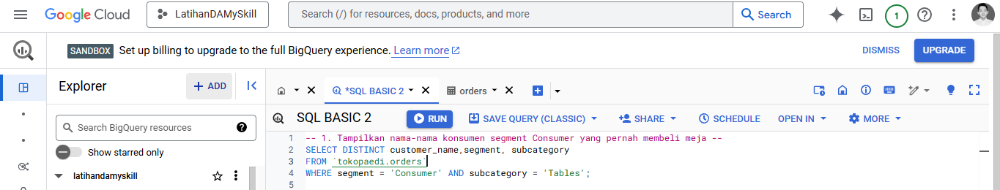 Google Cloud
LatihanDAMySkill
Search (/) for resources, docs, products, and more
Search
1
SANDBOX Set up billing to upgrade to the full BigQuery experience. Learn more
DISMISS
UPGRADE
Explorer
+ ADD
*SQL BASIC 2
orders
Search BigQuery resources
Show starred only
latihandamyskill
SQL BASIC 2
RUN
SAVE QUERY (CLASSIC)
SHARE
SCHEDULE
OPEN IN
MORE
1 -- 1. Tampilkan nama-nama konsumen segment Consumer yang pernah membeli meja --
2 SELECT DISTINCT customer_name,segment, subcategory
3 FROM `tokopaedi.orders`
4 WHERE segment = 'Consumer' AND subcategory = 'Tables';
5